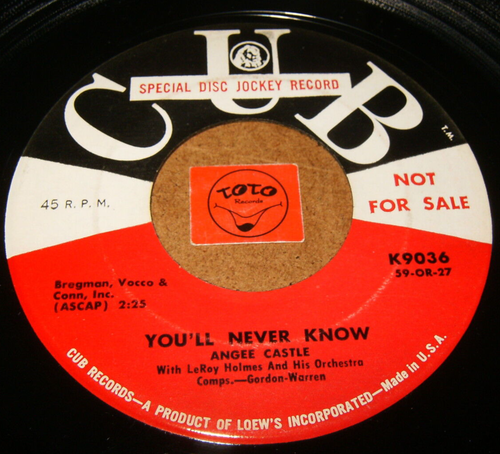 CUB
T.M.
SPECIAL DISC JOCKEY RECORD
45 R. P. M.
NOT
FOR SALE
TOTO
Records
K9036
59-OR-27
Bregman, Vocco &
Conn, Inc.
(ASCAP) 2:25
YOU'LL NEVER KNOW
ANGEE CASTLE
With LeRoy Holmes And His Orchestra
Comps.—Gordon-Warren
CUB RECORDS—A PRODUCT OF LOEW'S INCORPORATED—Made in U.S.A.